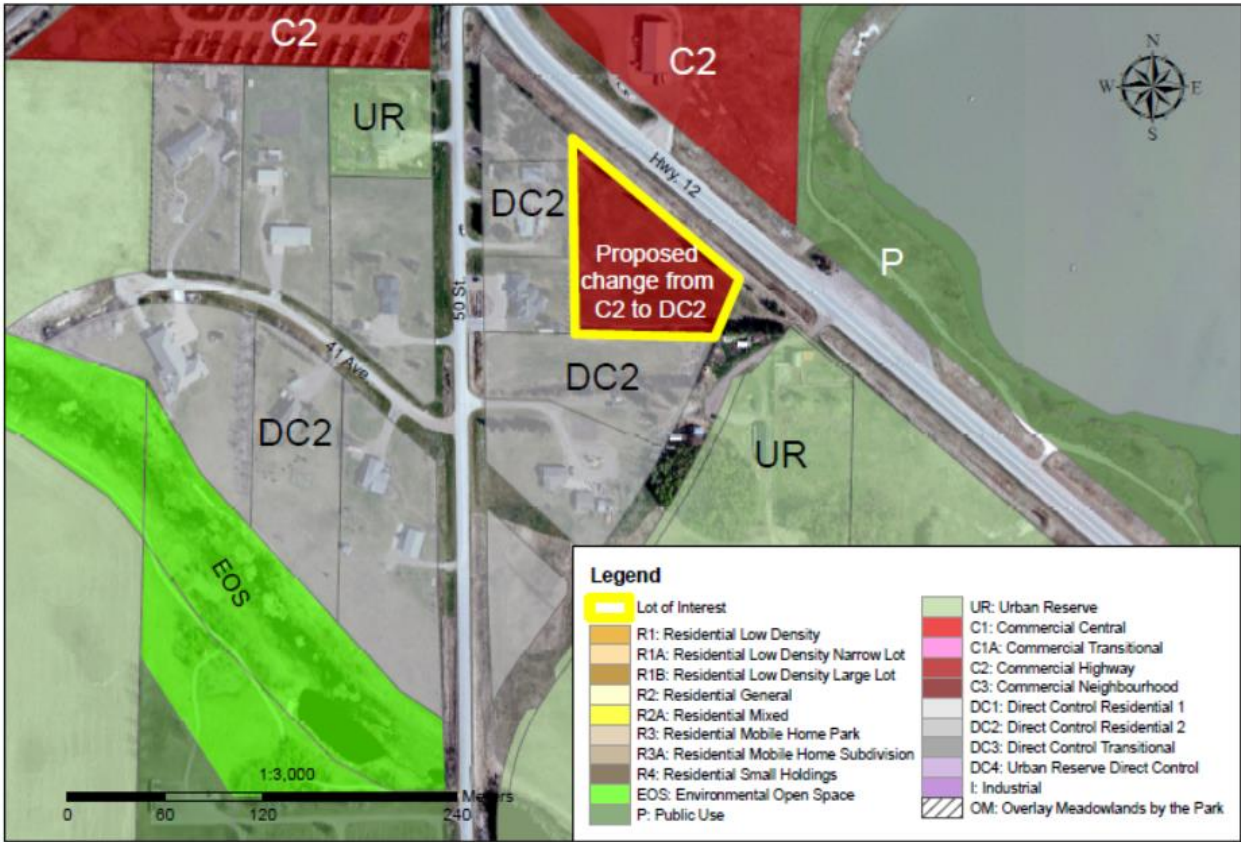 C2
C2
N
W E
S
UR
Hwy. 12
DC2
Proposed
change from
C2 to DC2
P
50 St.
41 Ave.
DC2
DC2
UR
EOS
1:3,000
Meters
0 60 120 240
Legend
Lot of Interest
R1: Residential Low Density
R1A: Residential Low Density Narrow Lot
R1B: Residential Low Density Large Lot
R2: Residential General
R2A: Residential Mixed
R3: Residential Mobile Home Park
R3A: Residential Mobile Home Subdivision
R4: Residential Small Holdings
EOS: Environmental Open Space
P: Public Use
UR: Urban Reserve
C1: Commercial Central
C1A: Commercial Transitional
C2: Commercial Highway
C3: Commercial Neighbourhood
DC1: Direct Control Residential 1
DC2: Direct Control Residential 2
DC3: Direct Control Transitional
DC4: Urban Reserve Direct Control
I: Industrial
OM: Overlay Meadowlands by the Park